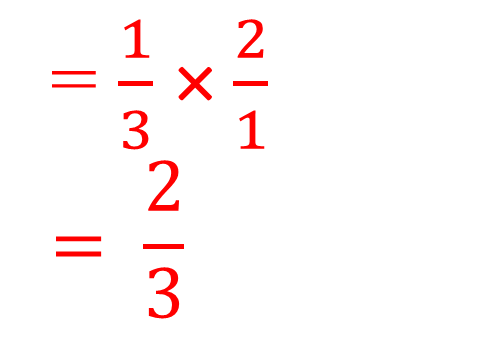 = 1/3 × 2/1
= 2/3